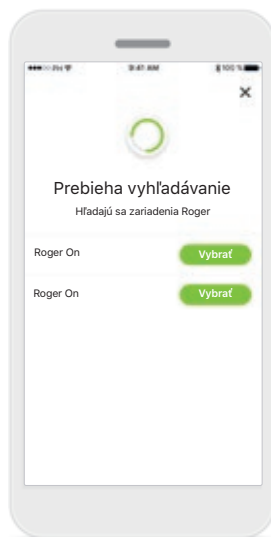 9:41 AM
100 %
Prebieha vyhľadávanie
Hľadajú sa zariadenia Roger
Roger On
Vybrať
Roger On
Vybrať